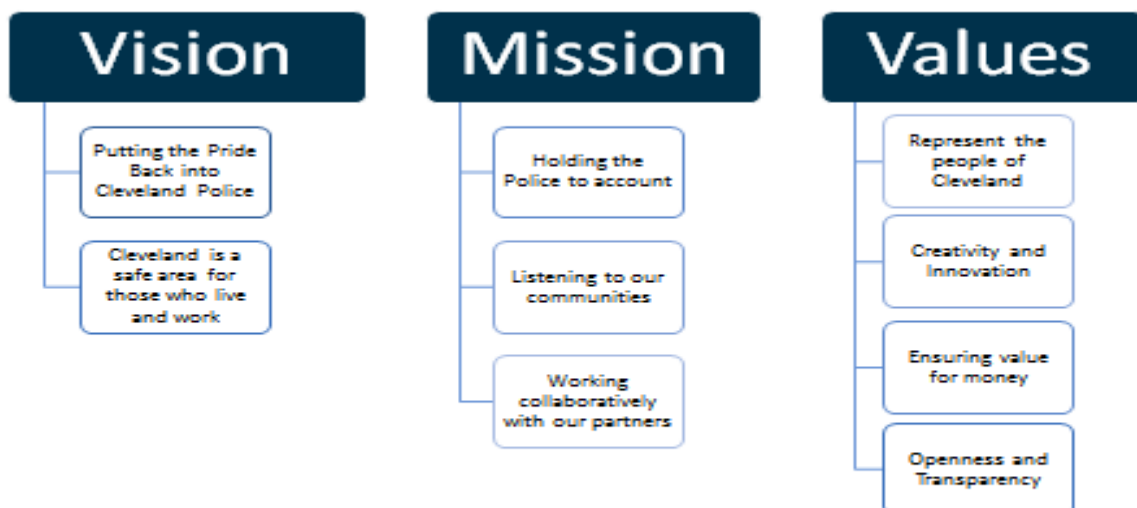 Vision
Putting the Pride
Back into
Cleveland Police
Cleveland is a
safe area for
those who live
and work
Mission
Holding the
Police to account
Listening to our
communities
Working
collaboratively
with our partners
Values
Represent the
people of
Cleveland
Creativity and
Innovation
Ensuring value
for money
Openness and
Transparency